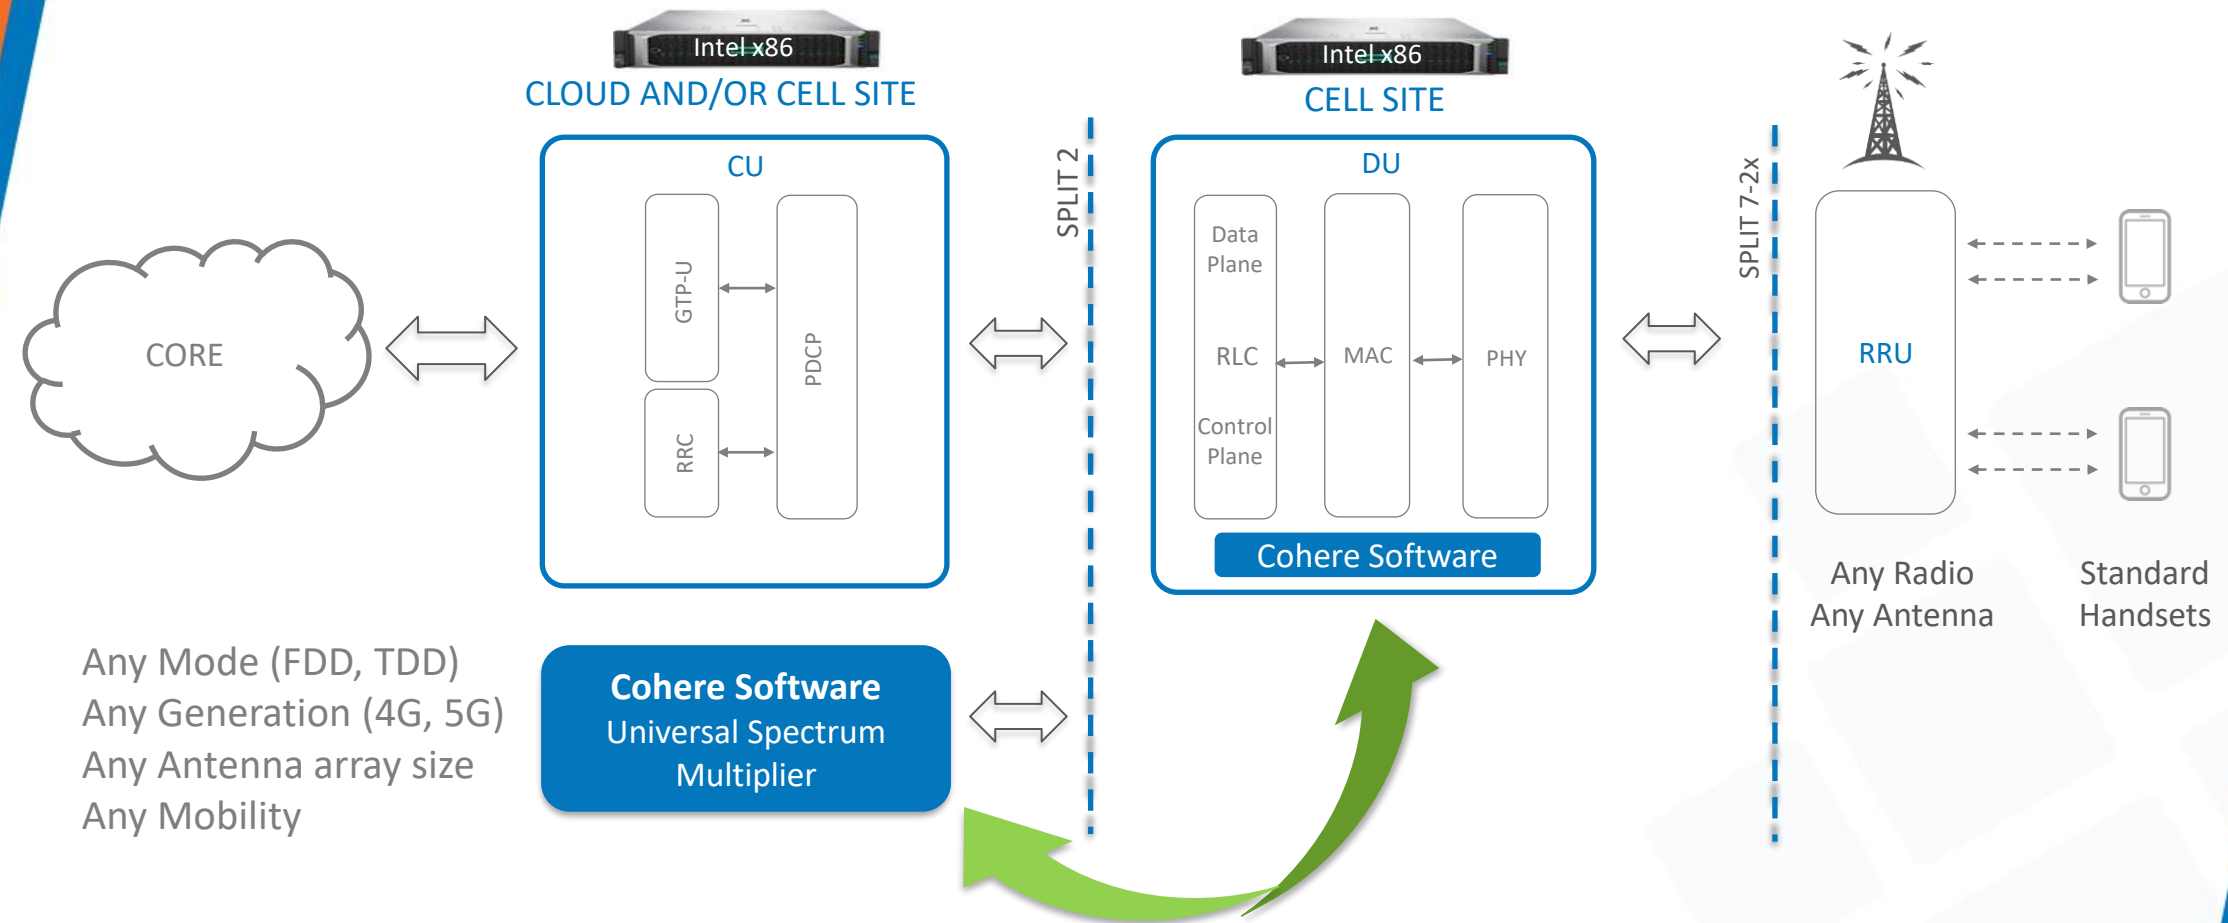 Intel x86
CLOUD AND/OR CELL SITE
Intel x86
CELL SITE
CU
GTP-U
RRC
PDCP
SPLIT 2
DU
Data
Plane
RLC
Control
Plane
MAC
PHY
Cohere Software
SPLIT 7-2x
RRU
CORE
Any Radio
Any Antenna
Standard
Handsets
Any Mode (FDD, TDD)
Any Generation (4G, 5G)
Any Antenna array size
Any Mobility
Cohere Software
Universal Spectrum
Multiplier